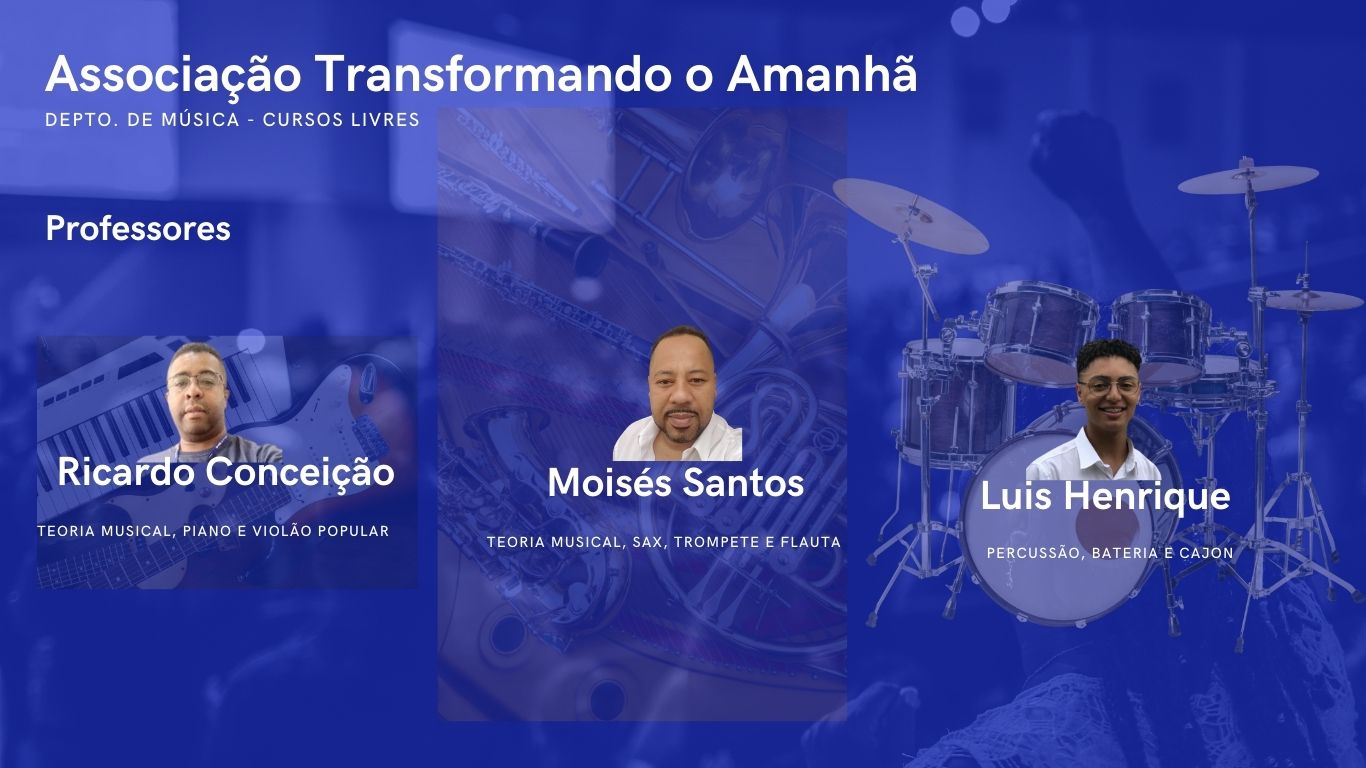 Associação Transformando o Amanhã
DEPTO. DE MÚSICA - CURSOS LIVRES
Professores
Ricardo Conceição
TEORIA MUSICAL, PIANO E VIOLÃO POPULAR
Moisés Santos
TEORIA MUSICAL, SAX, TROMPETE E FLAUTA
Luis Henrique
PERCUSSÃO, BATERIA E CAJON